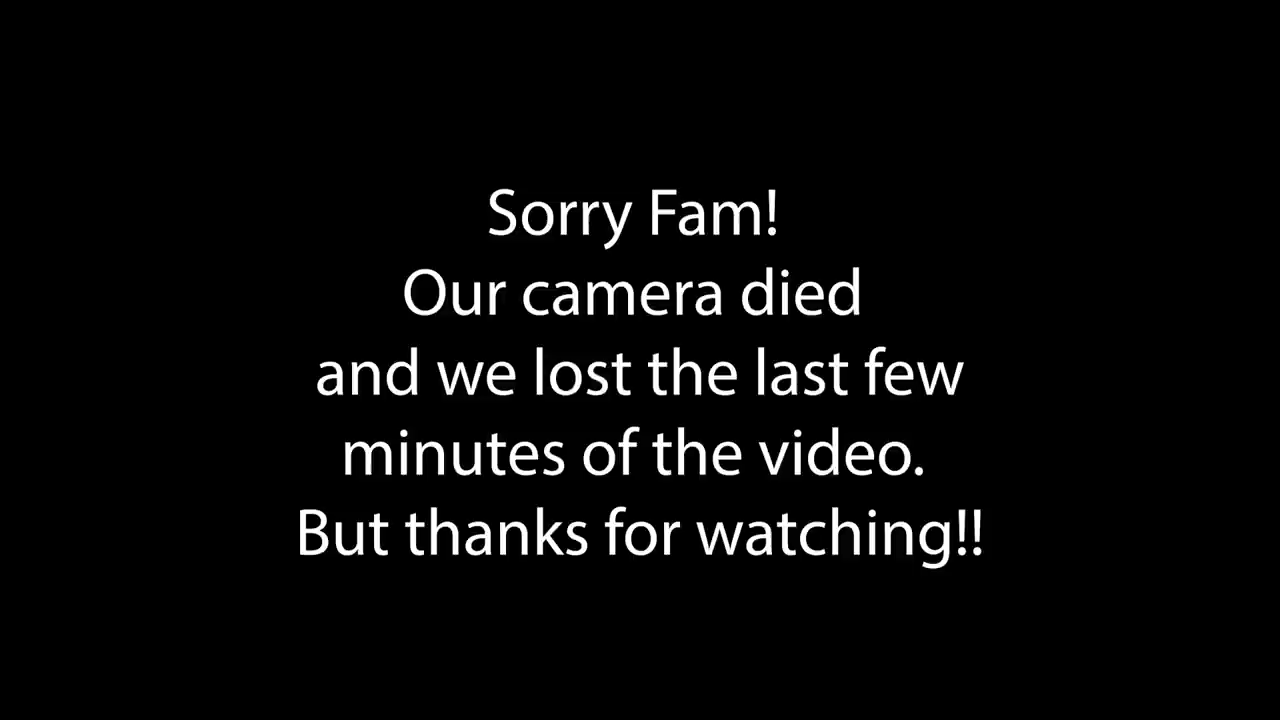 Sorry Fam!
Our camera died
and we lost the last few
minutes of the video.
But thanks for watching!!